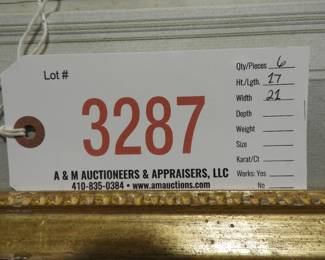 Lot #
3287
A & M AUCTIONEERS & APPRAISERS, LLC
410-835-0384 • www.amauctions.com
Qty/Pieces 6
Ht./Lgth. 17
Width 21
Depth
Weight
Size
Karat/Ct
Works: Yes
No